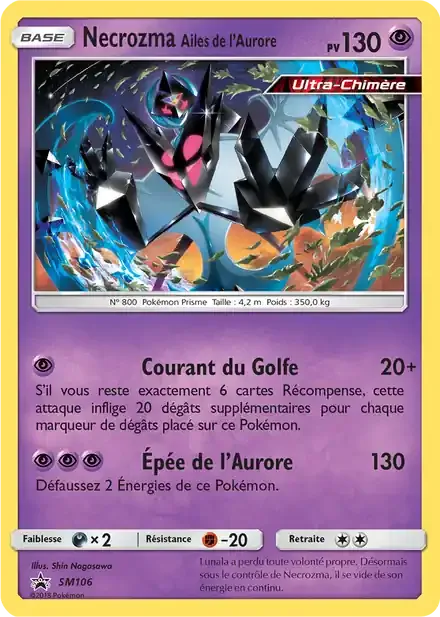 BASE Necrozma Ailes de l'Aurore PV 130
Ultra-Chimère
N° 800 Pokémon Prisme Taille : 4,2 m Poids : 350,0 kg
Courant du Golfe 20+
S'il vous reste exactement 6 cartes Récompense, cette
attaque inflige 20 dégâts supplémentaires pour chaque
marqueur de dégâts placé sur ce Pokémon.
Épée de l'Aurore 130
Défaussez 2 Énergies de ce Pokémon.
Faiblesse ×2 Résistance -20 Retraite
Illus. Shin Nagasawa
SM106
©2018 Pokémon
Lunala a perdu toute volonté propre. Désormais
sous le contrôle de Necrozma, il se vide de son
énergie en continu.